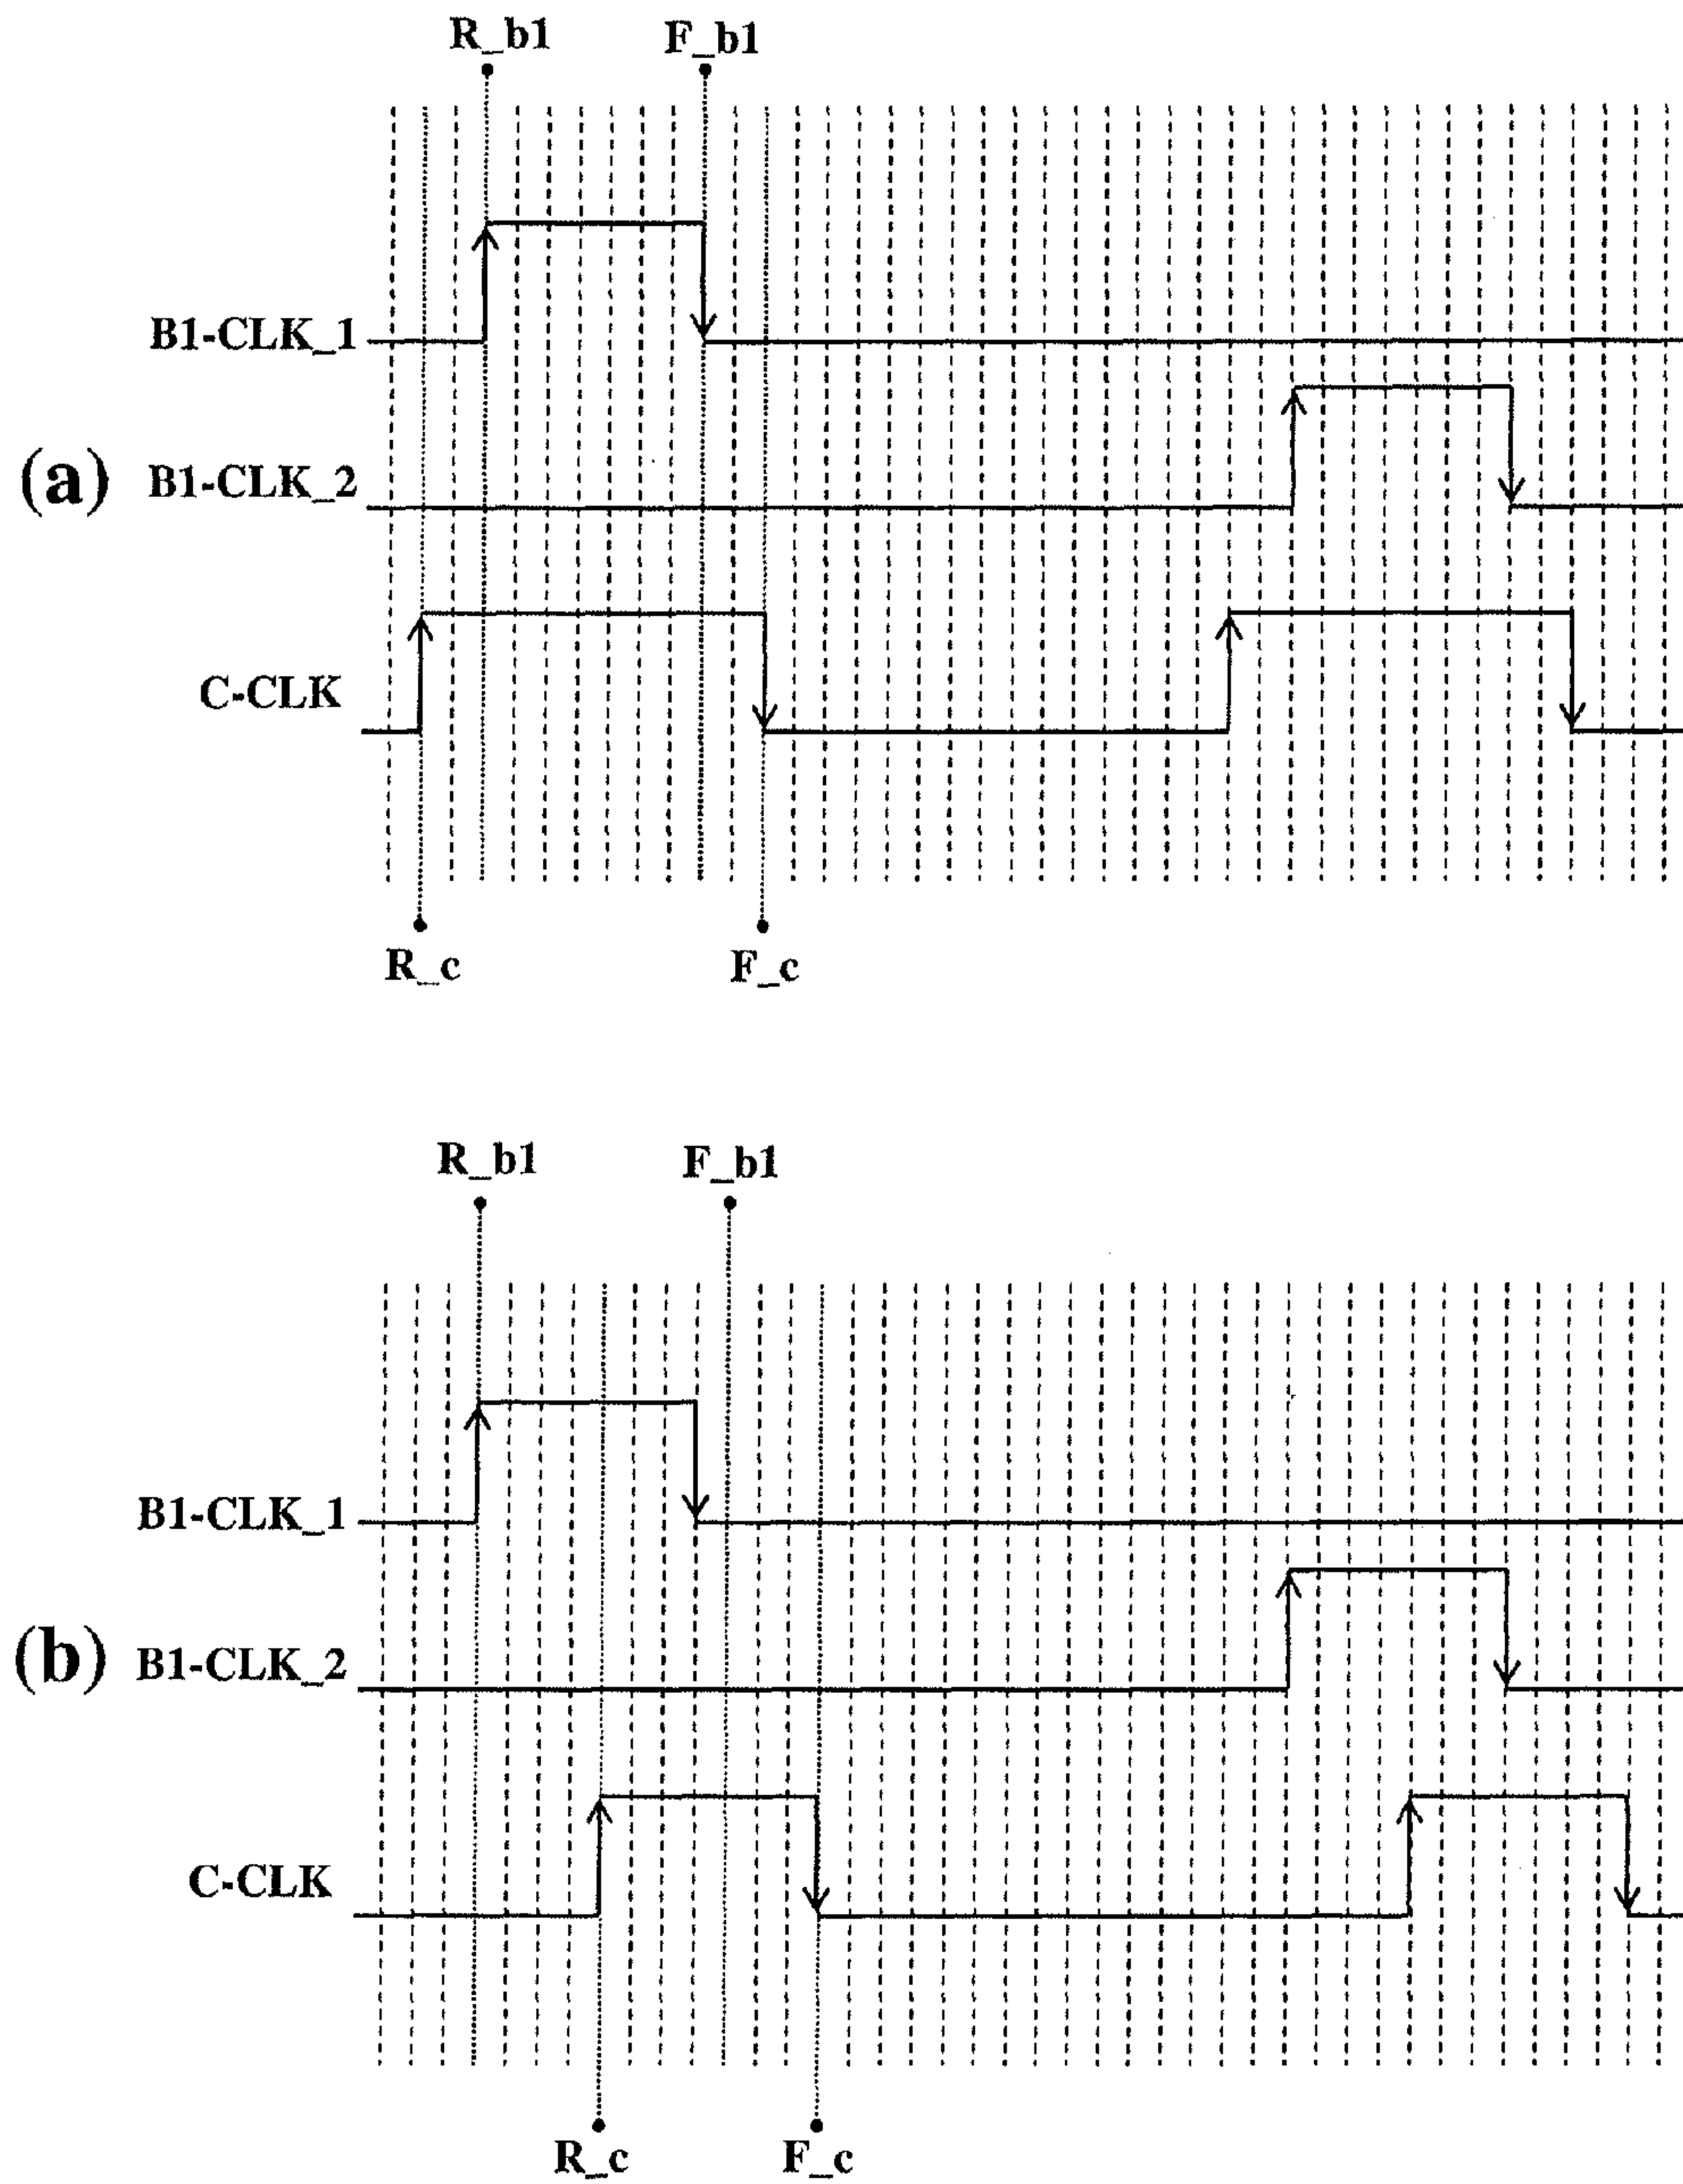 R_b1 F_b1
B1-CLK_1
(a) B1-CLK_2
C-CLK
R_c F_c
R_b1 F_b1
B1-CLK_1
(b) B1-CLK_2
C-CLK
R_c F_c